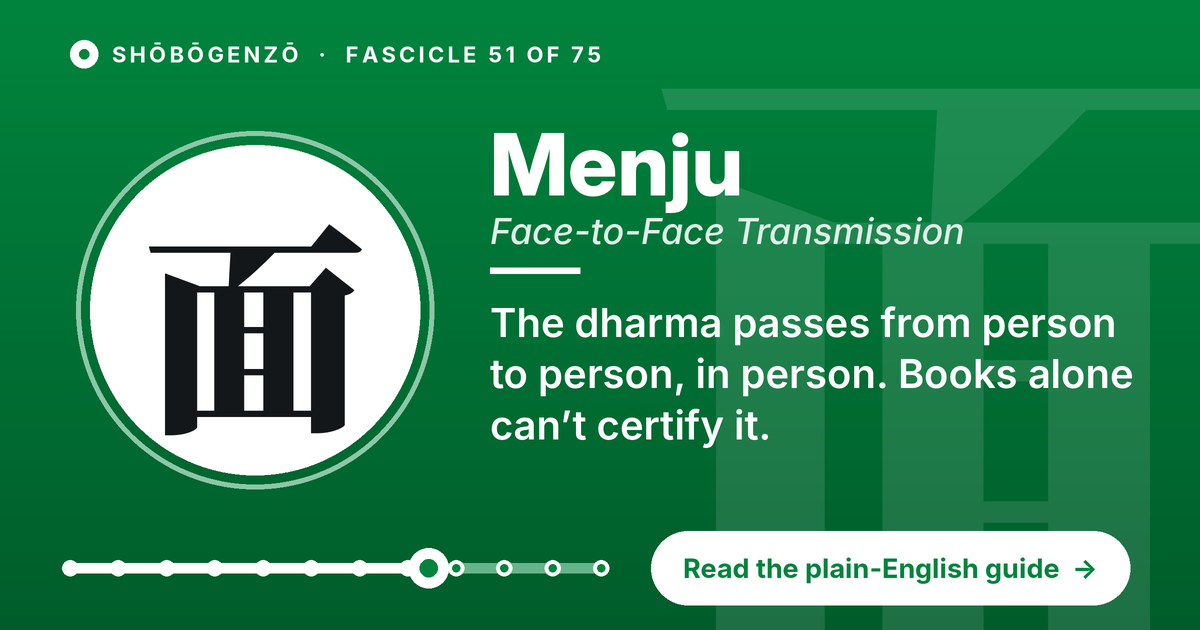 SHŌBŌGENZŌ · FASCICLE 51 OF 75
面
Menju
Face-to-Face Transmission
The dharma passes from person
to person, in person. Books alone
can’t certify it.
Read the plain-English guide →